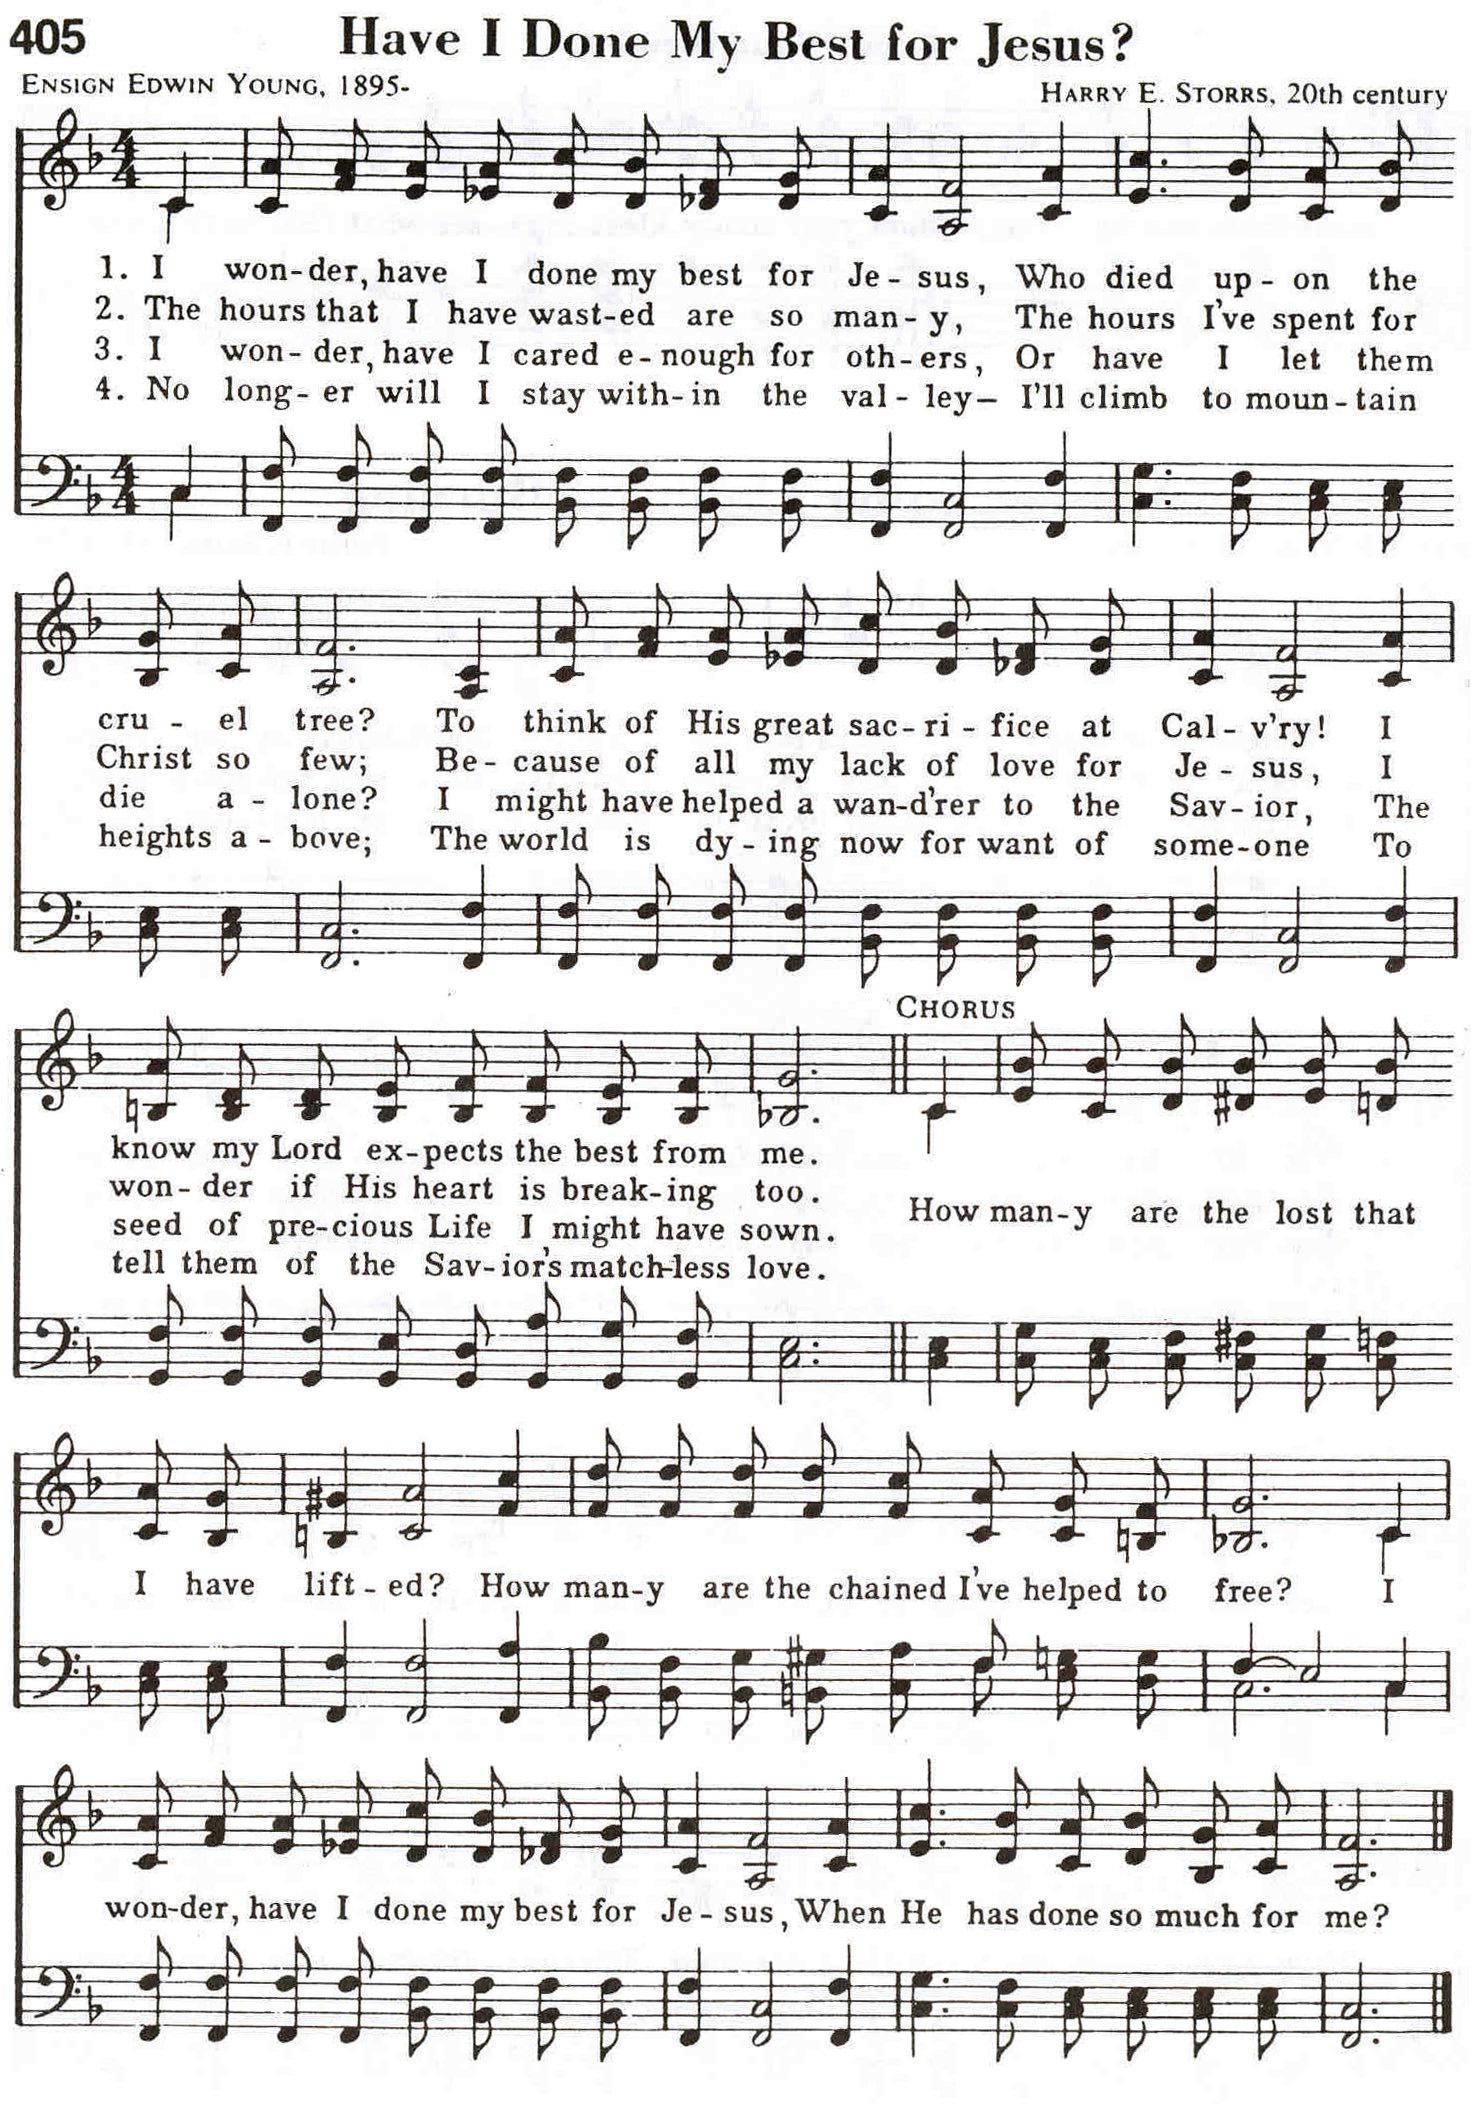 405 Have I Done My Best for Jesus?
ENSIGN EDWIN YOUNG, 1895-
HARRY E. STORRS, 20th century
1. I won-der, have I done my best for Je-sus, Who died up-on the
2. The hours that I have wast-ed are so man-y, The hours I've spent for
3. I won-der, have I cared e-nough for oth-ers, Or have I let them
4. No long-er will I stay with-in the val-ley— I'll climb to moun-tain
cru-el tree? To think of His great sac-ri-fice at Cal-v'ry! I
Christ so few; Be-cause of all my lack of love for Je-sus, I
die a-lone? I might have helped a wan-d'rer to the Sav-ior, The
heights a-bove; The world is dy-ing now for want of some-one To
CHORUS
know my Lord ex-pects the best from me.
won-der if His heart is break-ing too.
seed of pre-cious Life I might have sown.
tell them of the Sav-ior's match-less love.
How man-y are the lost that
I have lift-ed? How man-y are the chained I've helped to free? I
won-der, have I done my best for Je-sus, When He has done so much for me?